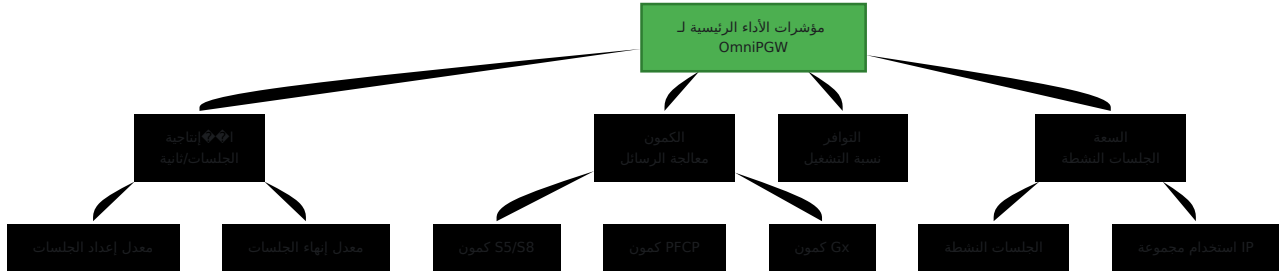 مؤشرات الأداء الرئيسية لـ
OmniPGW
ا��إنتاجية
الجلسات/ثانية
الكمون
معالجة الرسائل
التوافر
نسبة التشغيل
السعة
الجلسات النشطة
معدل إعداد الجلسات
معدل إنهاء الجلسات
كمون S5/S8
كمون PFCP
كمون Gx
الجلسات النشطة
استخدام مجموعة IP